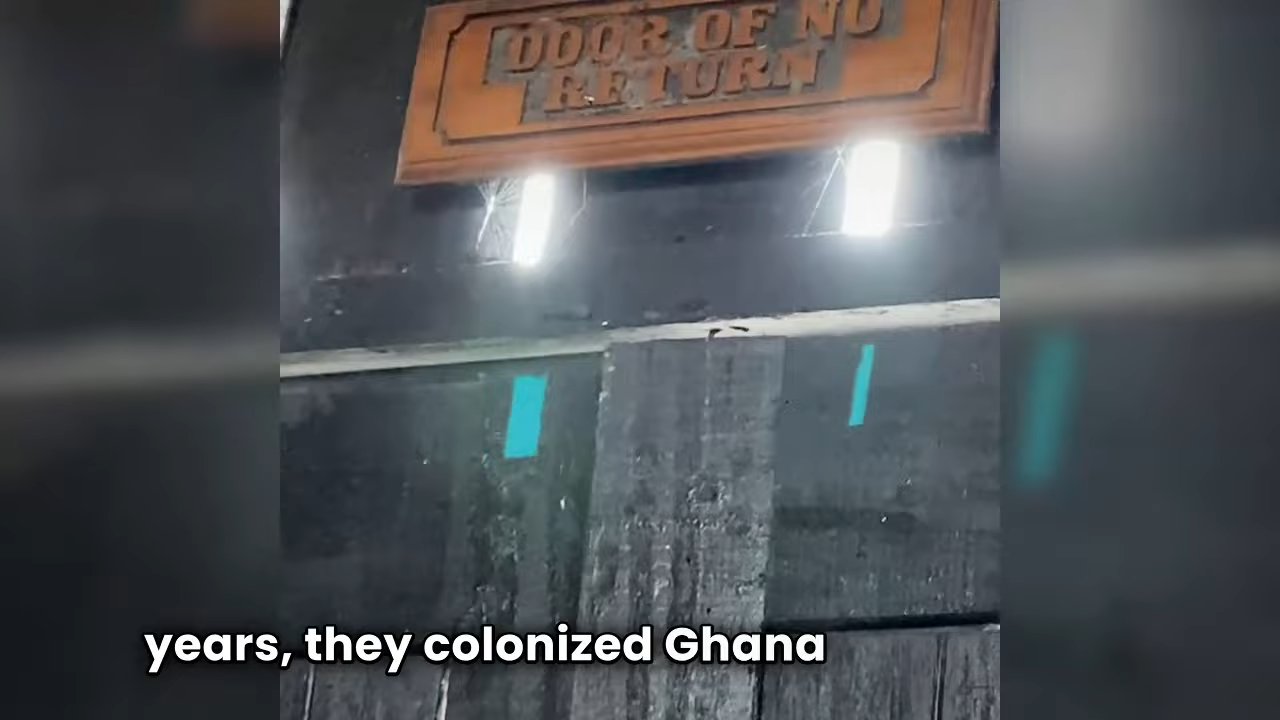 DOOR OF NO
RETURN
years, they colonized Ghana